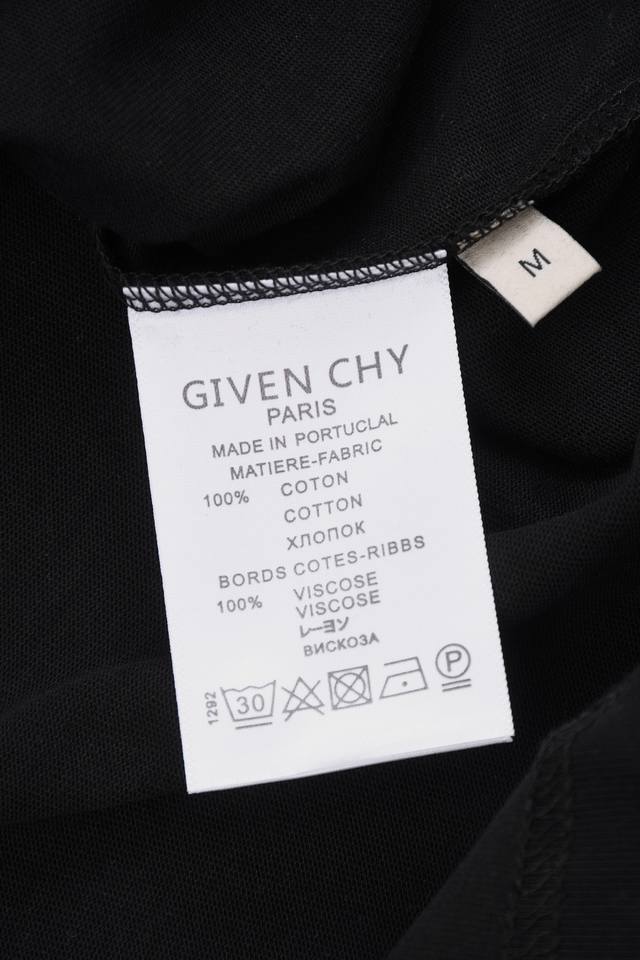 M
GIVEN CHY
PARIS
MADE IN PORTUCLAL
MATIERE-FABRIC
100% COTON
COTTON
ХЛОПОК
BORDS COTES-RIBBS
100% VISCOSE
VISCOSE
レーヨン
ВИСКОЗА
1292 30 P